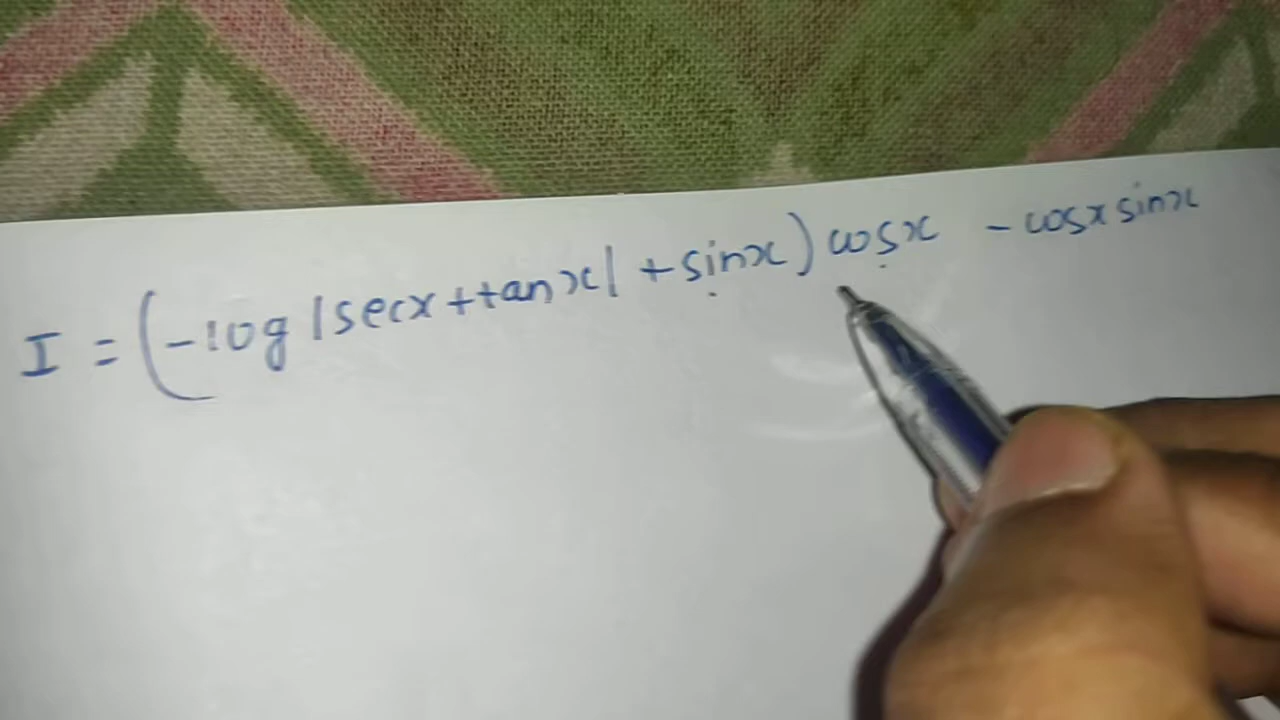 I = (-log |secx + tanx| + sinx) cosx - cosx sinx